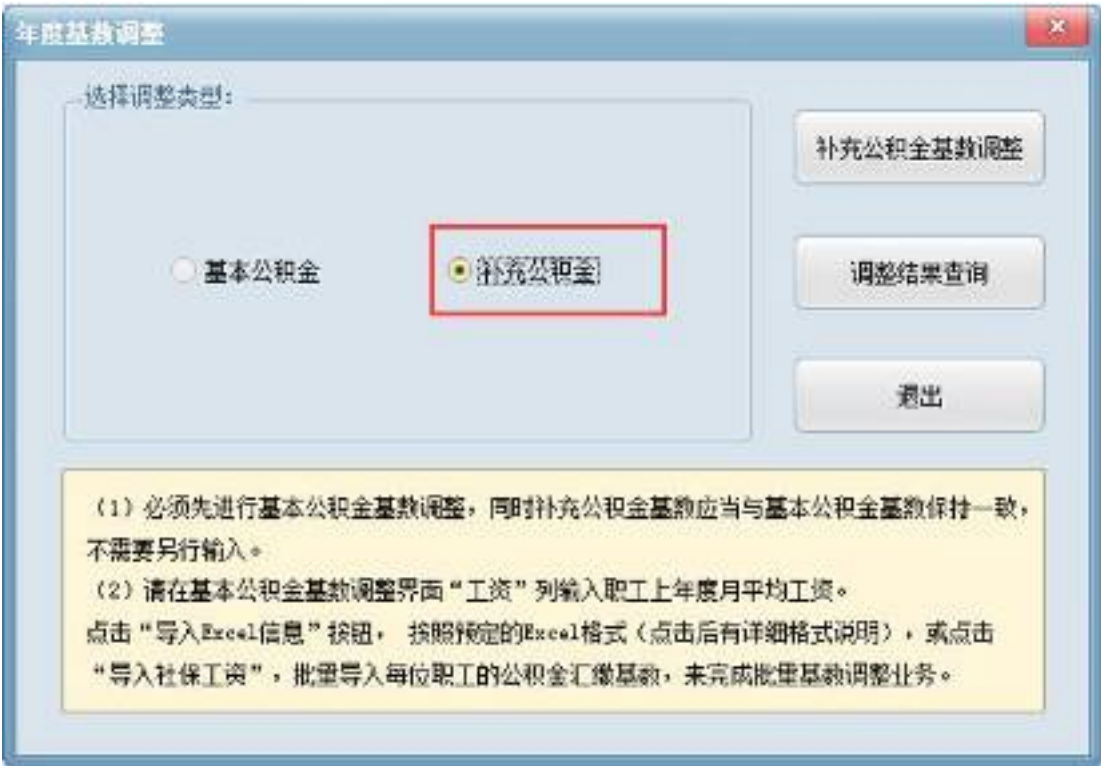 年度基数调整
选择调整类型：
补充公积金基数调整
基本公积金
补充公积金
调整结果查询
退出
（1）必须先进行基本公积金基数调整，同时补充公积金基数应当与基本公积金基数保持一致，
不需要另行输入。
（2）请在基本公积金基数调整界面“工资”列输入职工上年度月平均工资。
点击“导入Excel信息”按钮， 按照预定的Excel格式（点击后有详细格式说明），或点击
“导入社保工资”，批量导入每位职工的公积金汇缴基数，来完成批量基数调整业务。